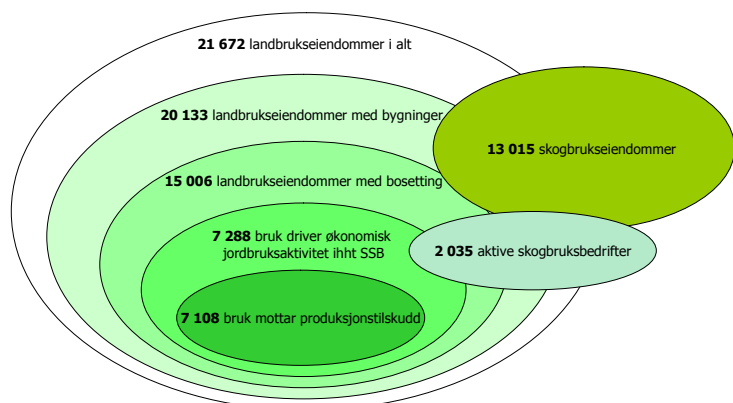 21 672 landbrukseiendommer i alt
20 133 landbrukseiendommer med bygninger
13 015 skogbrukseiendommer
15 006 landbrukseiendommer med bosetting
7 288 bruk driver økonomisk
jordbruksaktivitet ihht SSB
2 035 aktive skogbruksbedrifter
7 108 bruk mottar produksjonstilskudd